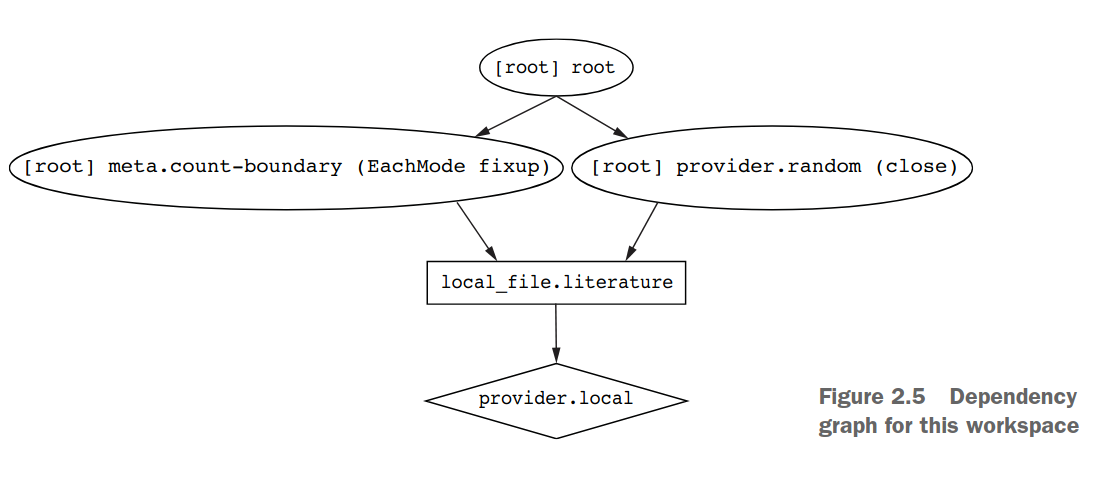 [root] root
[root] meta.count-boundary (EachMode fixup)
[root] provider.random (close)
local_file.literature
provider.local
Figure 2.5 Dependency
graph for this workspace